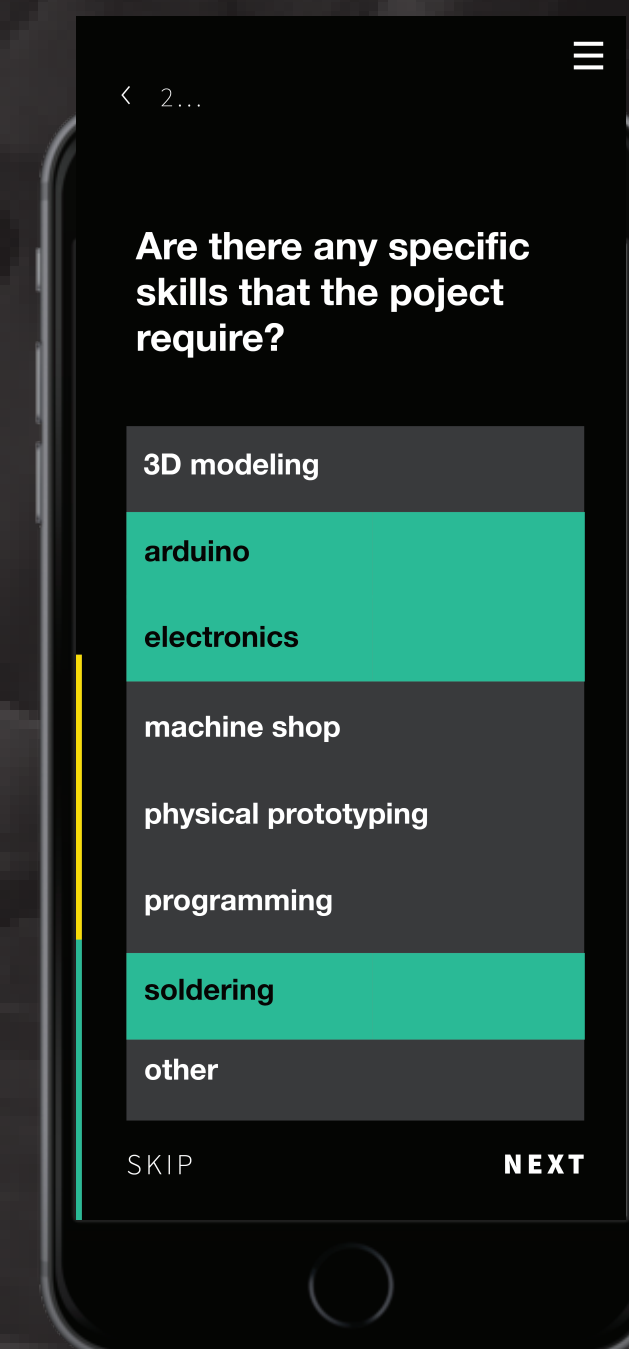 2...
Are there any specific
skills that the poject
require?
3D modeling
arduino
electronics
machine shop
physical prototyping
programming
soldering
other
SKIP
NEXT